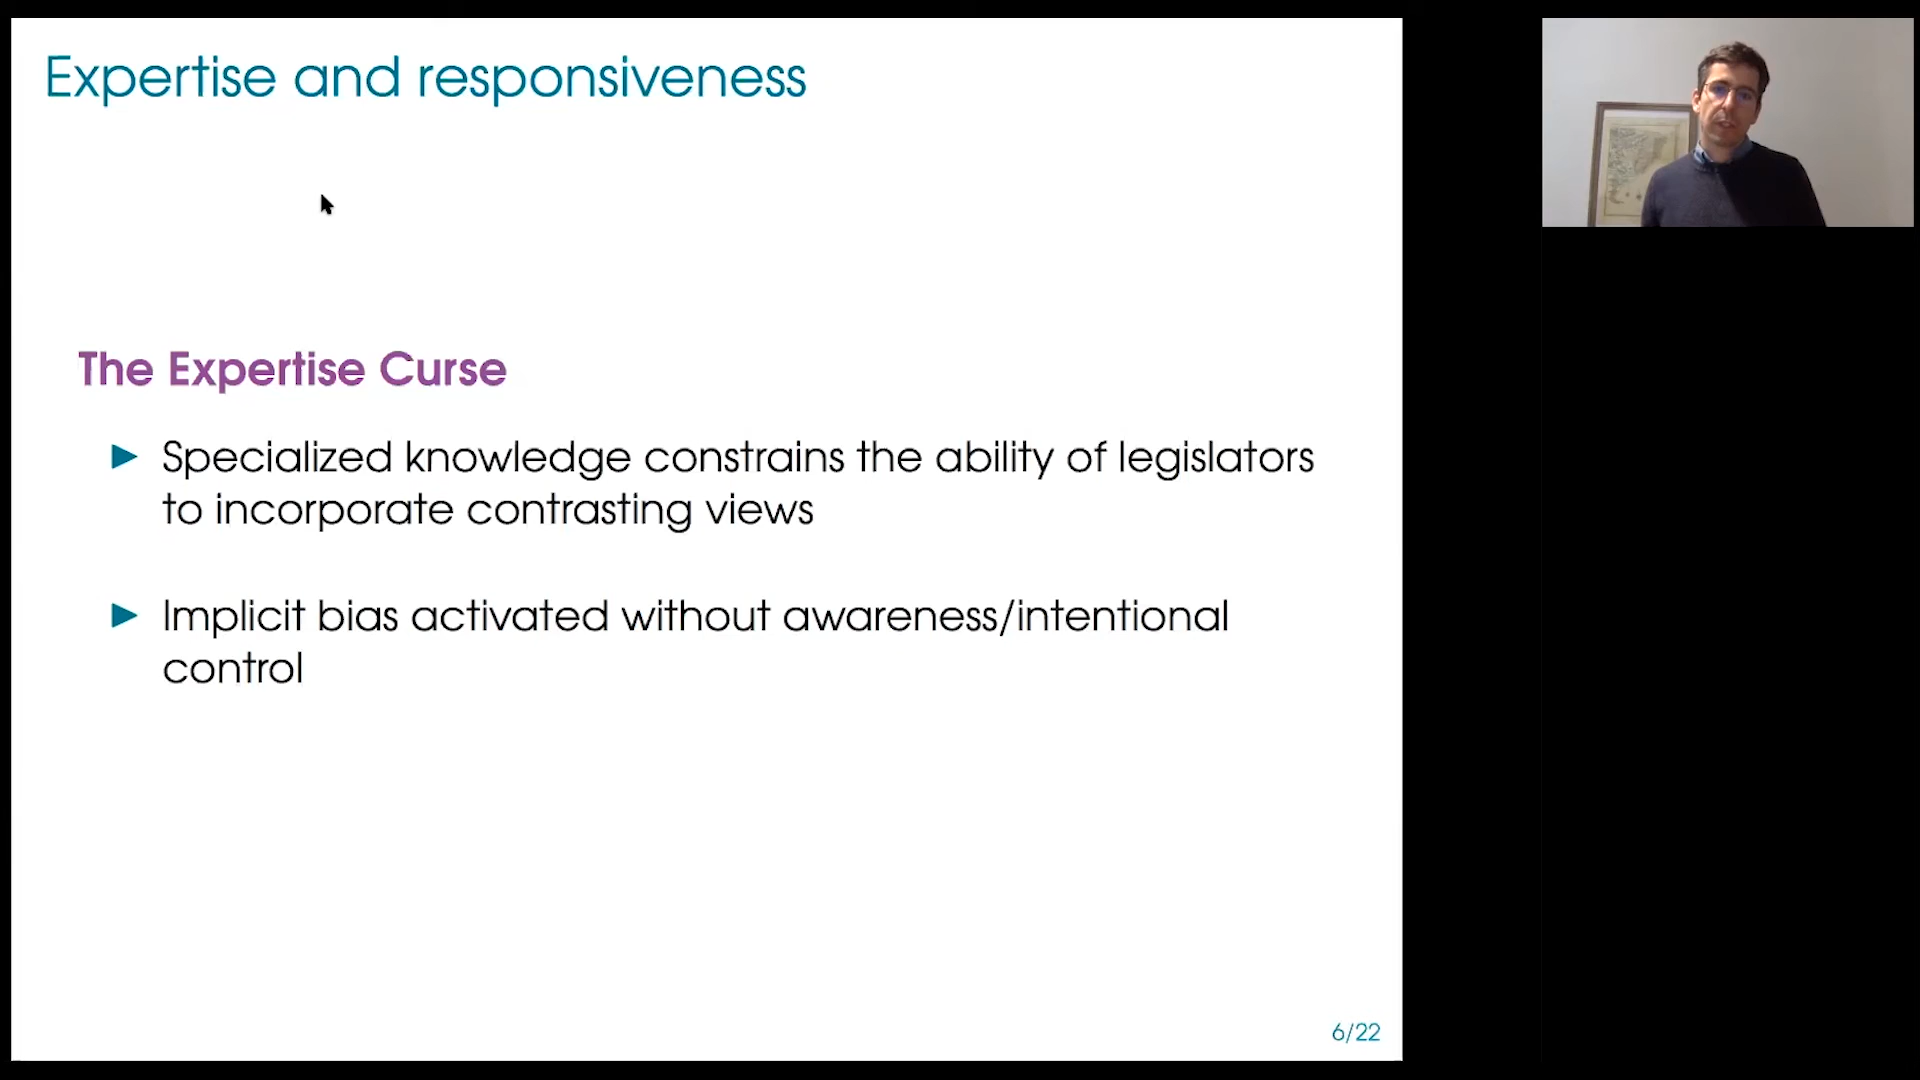 Expertise and responsiveness
The Expertise Curse
Specialized knowledge constrains the ability of legislators
to incorporate contrasting views
Implicit bias activated without awareness/intentional
control
6/22